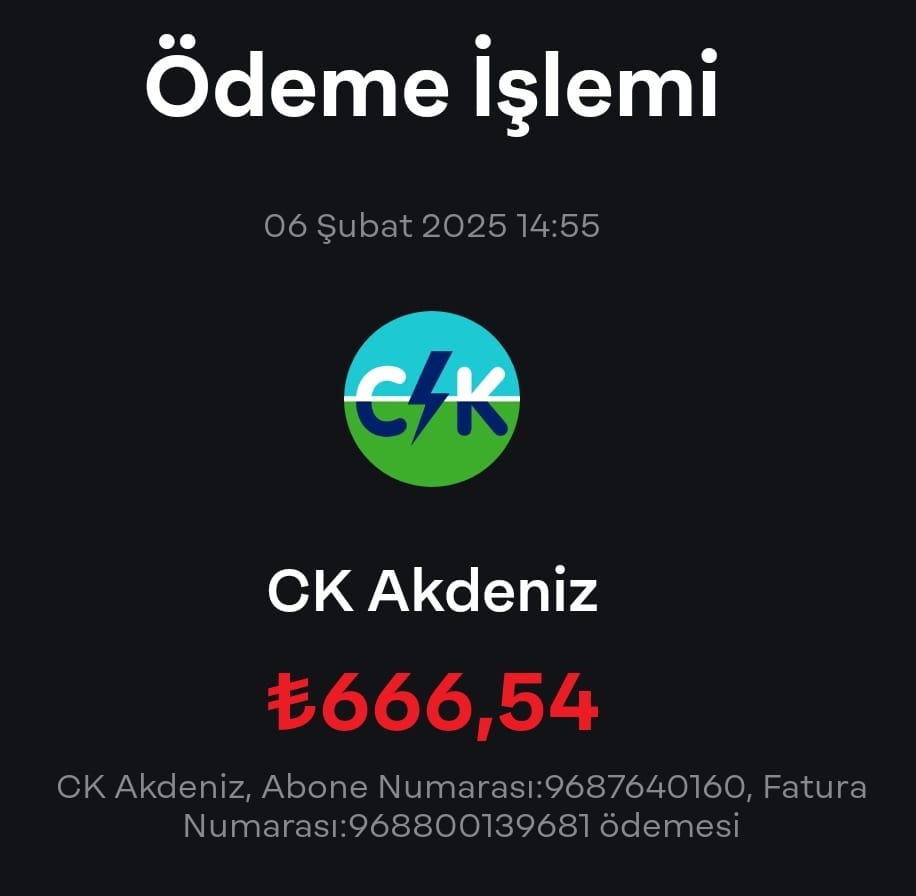 Ödeme İşlemi
06 Şubat 2025 14:55
CK
CK Akdeniz
₺666,54
CK Akdeniz, Abone Numarası:9687640160, Fatura
Numarası:968800139681 ödemesi